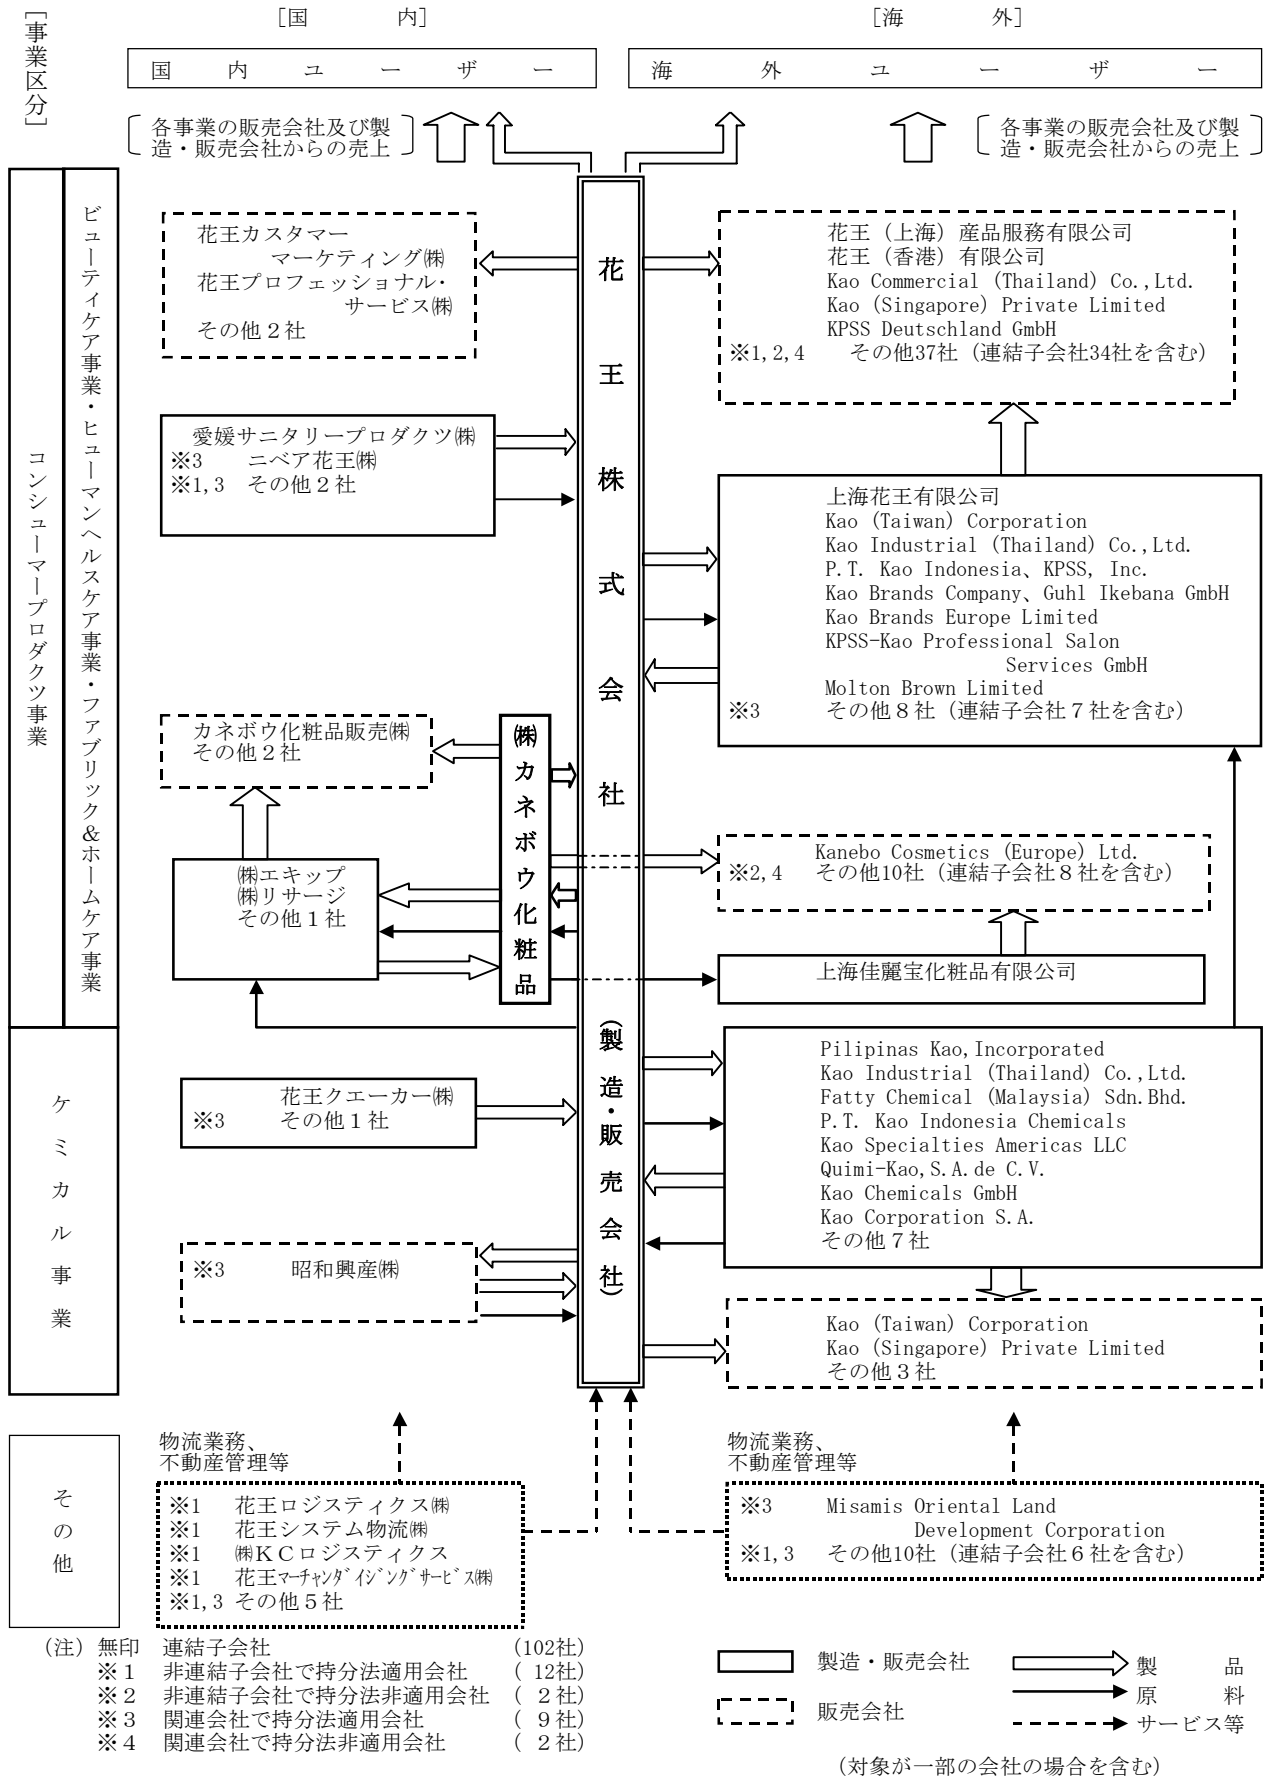 [国　内]
[海　外]
[事業区分]
国内ユーザー
海外ユーザー
各事業の販売会社及び製
造・販売会社からの売上
各事業の販売会社及び製
造・販売会社からの売上
コンシューマープロダクツ事業
ビューティケア事業・ヒューマンヘルスケア事業・ファブリック&ホームケア事業
花王カスタマー
マーケティング㈱
花王プロフェッショナル・
サービス㈱
その他２社
愛媛サニタリープロダクツ㈱
※3　ニベア花王㈱
※1,3　その他２社
花王株式会社（製造・販売会社）
花王（上海）産品服務有限公司
花王（香港）有限公司
Kao Commercial (Thailand) Co.,Ltd.
Kao (Singapore) Private Limited
KPSS Deutschland GmbH
※1,2,4　その他37社（連結子会社34社を含む）
上海花王有限公司
Kao (Taiwan) Corporation
Kao Industrial (Thailand) Co.,Ltd.
P.T. Kao Indonesia、KPSS, Inc.
Kao Brands Company、Guhl Ikebana GmbH
Kao Brands Europe Limited
KPSS-Kao Professional Salon
Services GmbH
Molton Brown Limited
※3　その他８社（連結子会社７社を含む）
カネボウ化粧品販売㈱
その他２社
㈱カネボウ化粧品
㈱エキップ
㈱リサージ
その他１社
Kanebo Cosmetics (Europe) Ltd.
※2,4　その他10社（連結子会社８社を含む）
上海佳麗宝化粧品有限公司
ケミカル事業
花王クエーカー㈱
※3　その他１社
※3　昭和興産㈱
Pilipinas Kao,Incorporated
Kao Industrial (Thailand) Co.,Ltd.
Fatty Chemical (Malaysia) Sdn.Bhd.
P.T. Kao Indonesia Chemicals
Kao Specialties Americas LLC
Quimi-Kao,S.A.de C.V.
Kao Chemicals GmbH
Kao Corporation S.A.
その他７社
Kao (Taiwan) Corporation
Kao (Singapore) Private Limited
その他３社
その他
物流業務、
不動産管理等
※1　花王ロジスティクス㈱
※1　花王システム物流㈱
※1　㈱ＫＣロジスティクス
※1　花王ﾏｰﾁｬﾝﾀﾞｲｼﾞﾝｸﾞｻｰﾋﾞｽ㈱
※1,3 その他５社
物流業務、
不動産管理等
※3　Misamis Oriental Land
Development Corporation
※1,3　その他10社（連結子会社６社を含む）
（注）無印　連結子会社　(102社)
※１　非連結子会社で持分法適用会社　( 12社)
※２　非連結子会社で持分法非適用会社　( 2社)
※３　関連会社で持分法適用会社　( 9社)
※４　関連会社で持分法非適用会社　( 2社)
製造・販売会社
販売会社
製　品
原　料
サービス等
（対象が一部の会社の場合を含む）